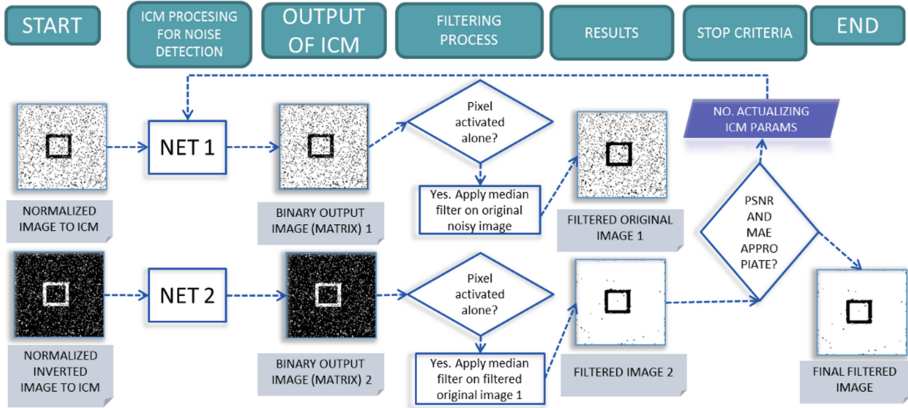 START
ICM PROCESING
FOR NOISE
DETECTION
OUTPUT
OF ICM
FILTERING
PROCESS
RESULTS
STOP CRITERIA
END
NET 1
Pixel
activated
alone?
NO. ACTUALIZING
ICM PARAMS
NORMALIZED
IMAGE TO ICM
BINARY OUTPUT
IMAGE (MATRIX) 1
Yes. Apply median
filter on original
noisy image
FILTERED ORIGINAL
IMAGE 1
PSNR
AND
MAE
APPRO
PIATE?
NET 2
Pixel
activated
alone?
NORMALIZED
INVERTED
IMAGE TO ICM
BINARY OUTPUT
IMAGE (MATRIX) 2
Yes. Apply median
filter on filtered
original image 1
FILTERED IMAGE 2
FINAL FILTERED
IMAGE